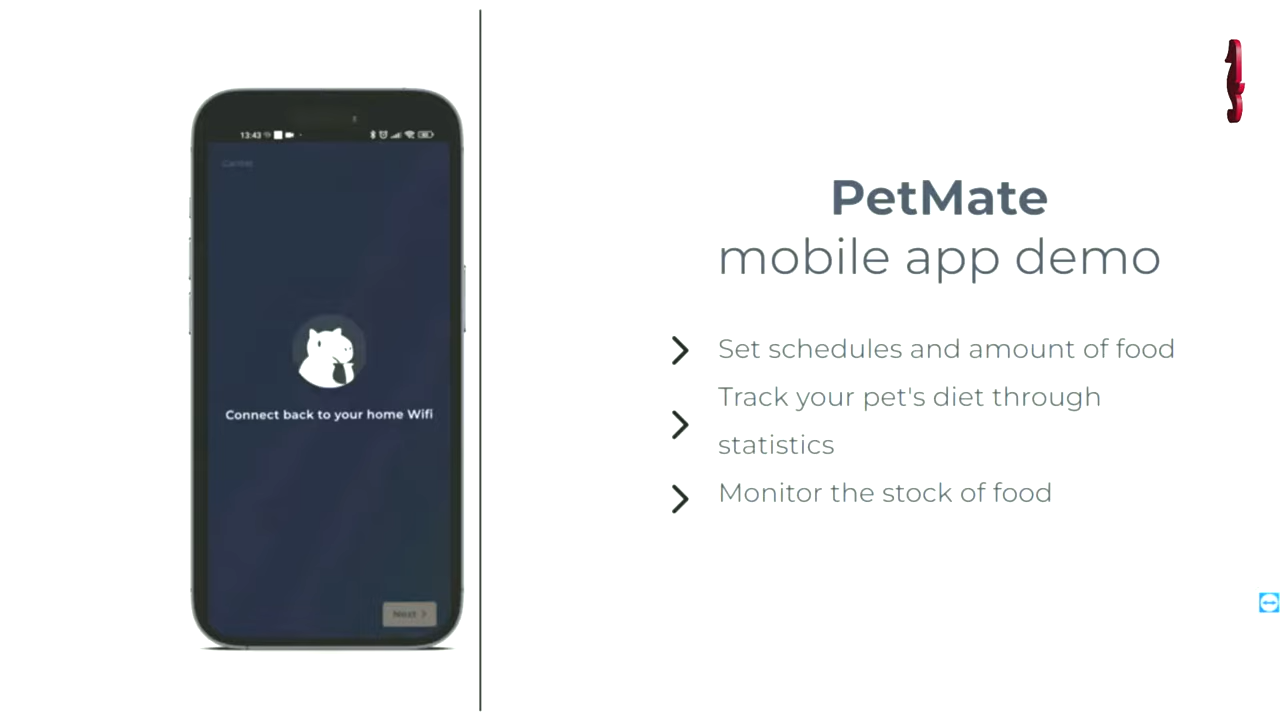 13:43
Cancel
Connect back to your home Wifi
Next
PetMate
mobile app demo
Set schedules and amount of food
Track your pet's diet through
statistics
Monitor the stock of food